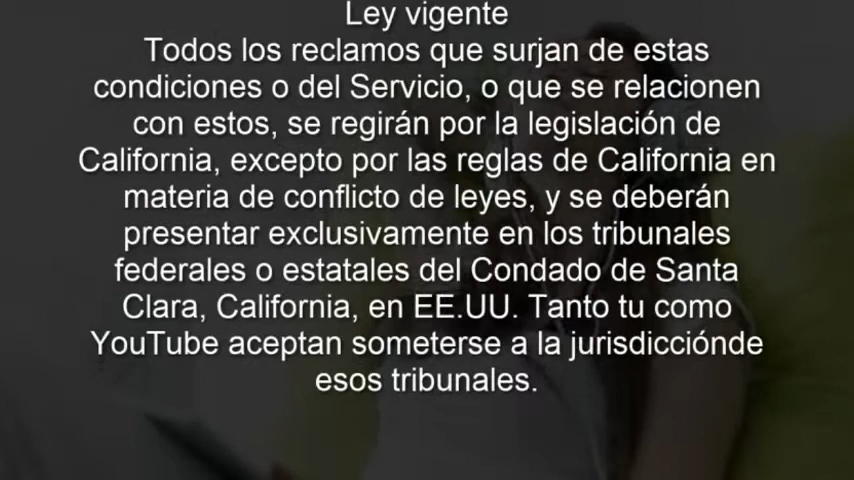 Ley vigente
Todos los reclamos que surjan de estas
condiciones o del Servicio, o que se relacionen
con estos, se regirán por la legislación de
California, excepto por las reglas de California en
materia de conflicto de leyes, y se deberán
presentar exclusivamente en los tribunales
federales o estatales del Condado de Santa
Clara, California, en EE.UU. Tanto tu como
YouTube aceptan someterse a la jurisdicciónde
esos tribunales.